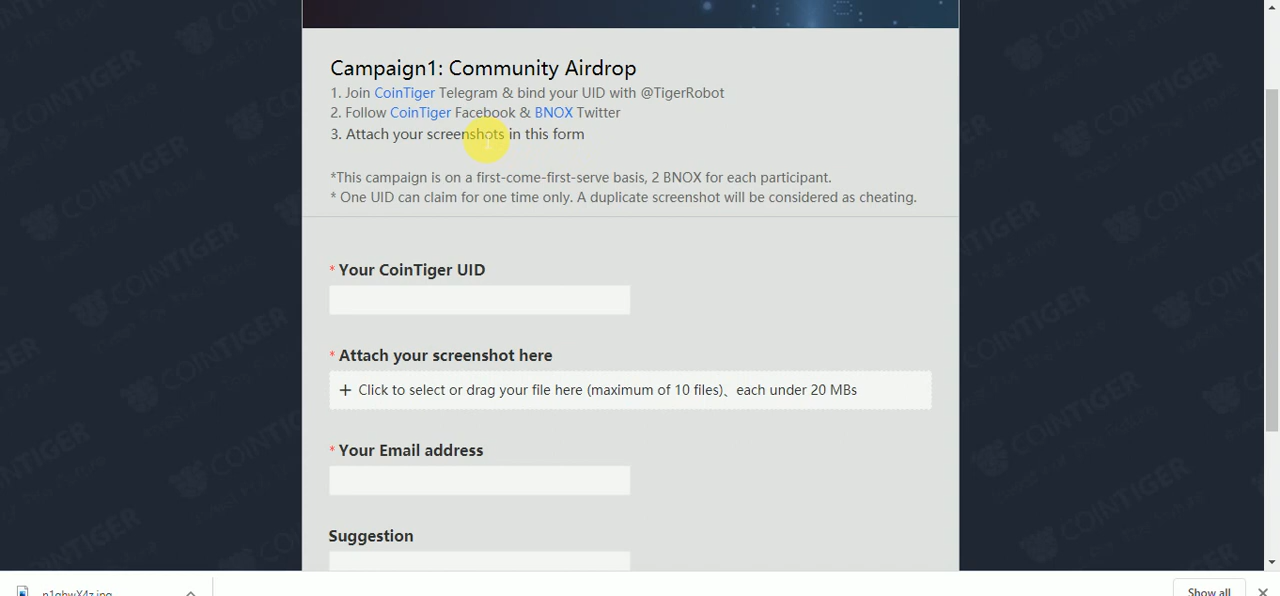 Campaign1: Community Airdrop
1. Join CoinTiger Telegram & bind your UID with @TigerRobot
2. Follow CoinTiger Facebook & BNOX Twitter
3. Attach your screenshots in this form
*This campaign is on a first-come-first-serve basis, 2 BNOX for each participant.
* One UID can claim for one time only. A duplicate screenshot will be considered as cheating.
* Your CoinTiger UID
* Attach your screenshot here
+ Click to select or drag your file here (maximum of 10 files)、each under 20 MBs
* Your Email address
Suggestion
Show all